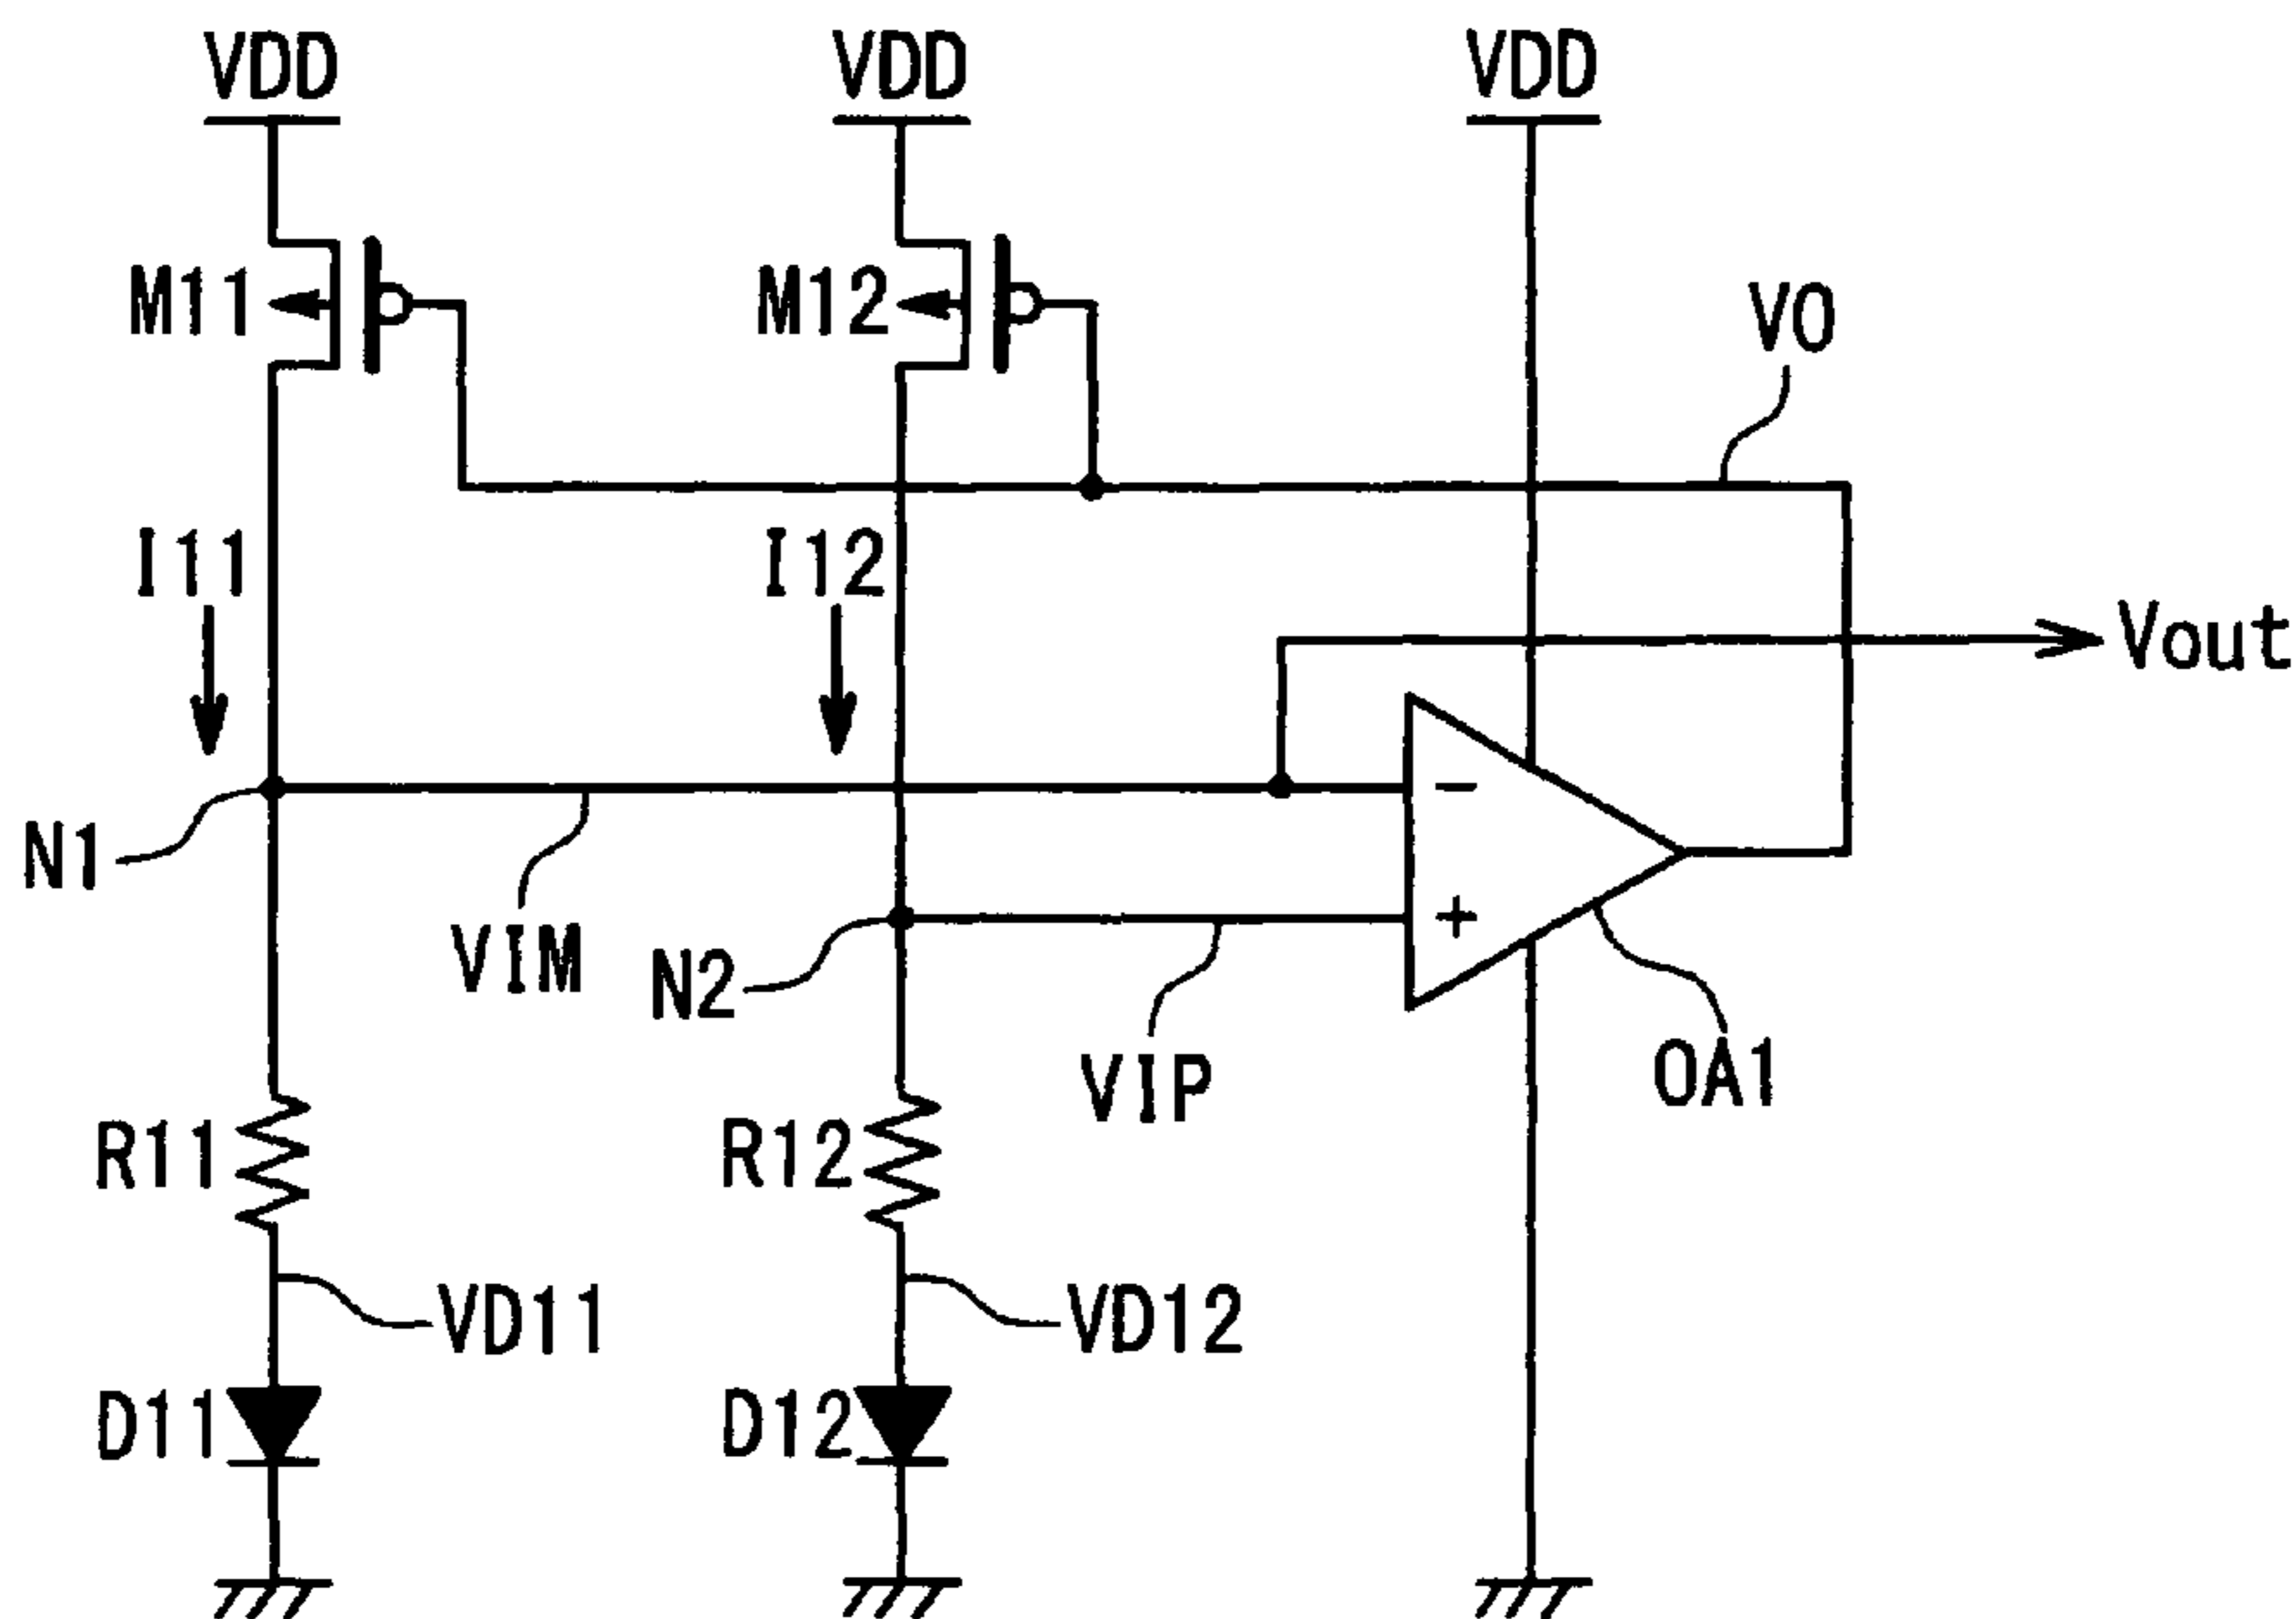 VDD
VDD
VDD
M11
M12
VO
I11
I12
Vout
N1
VIM
N2
−
+
VIP
OA1
R11
R12
VD11
VD12
D11
D12